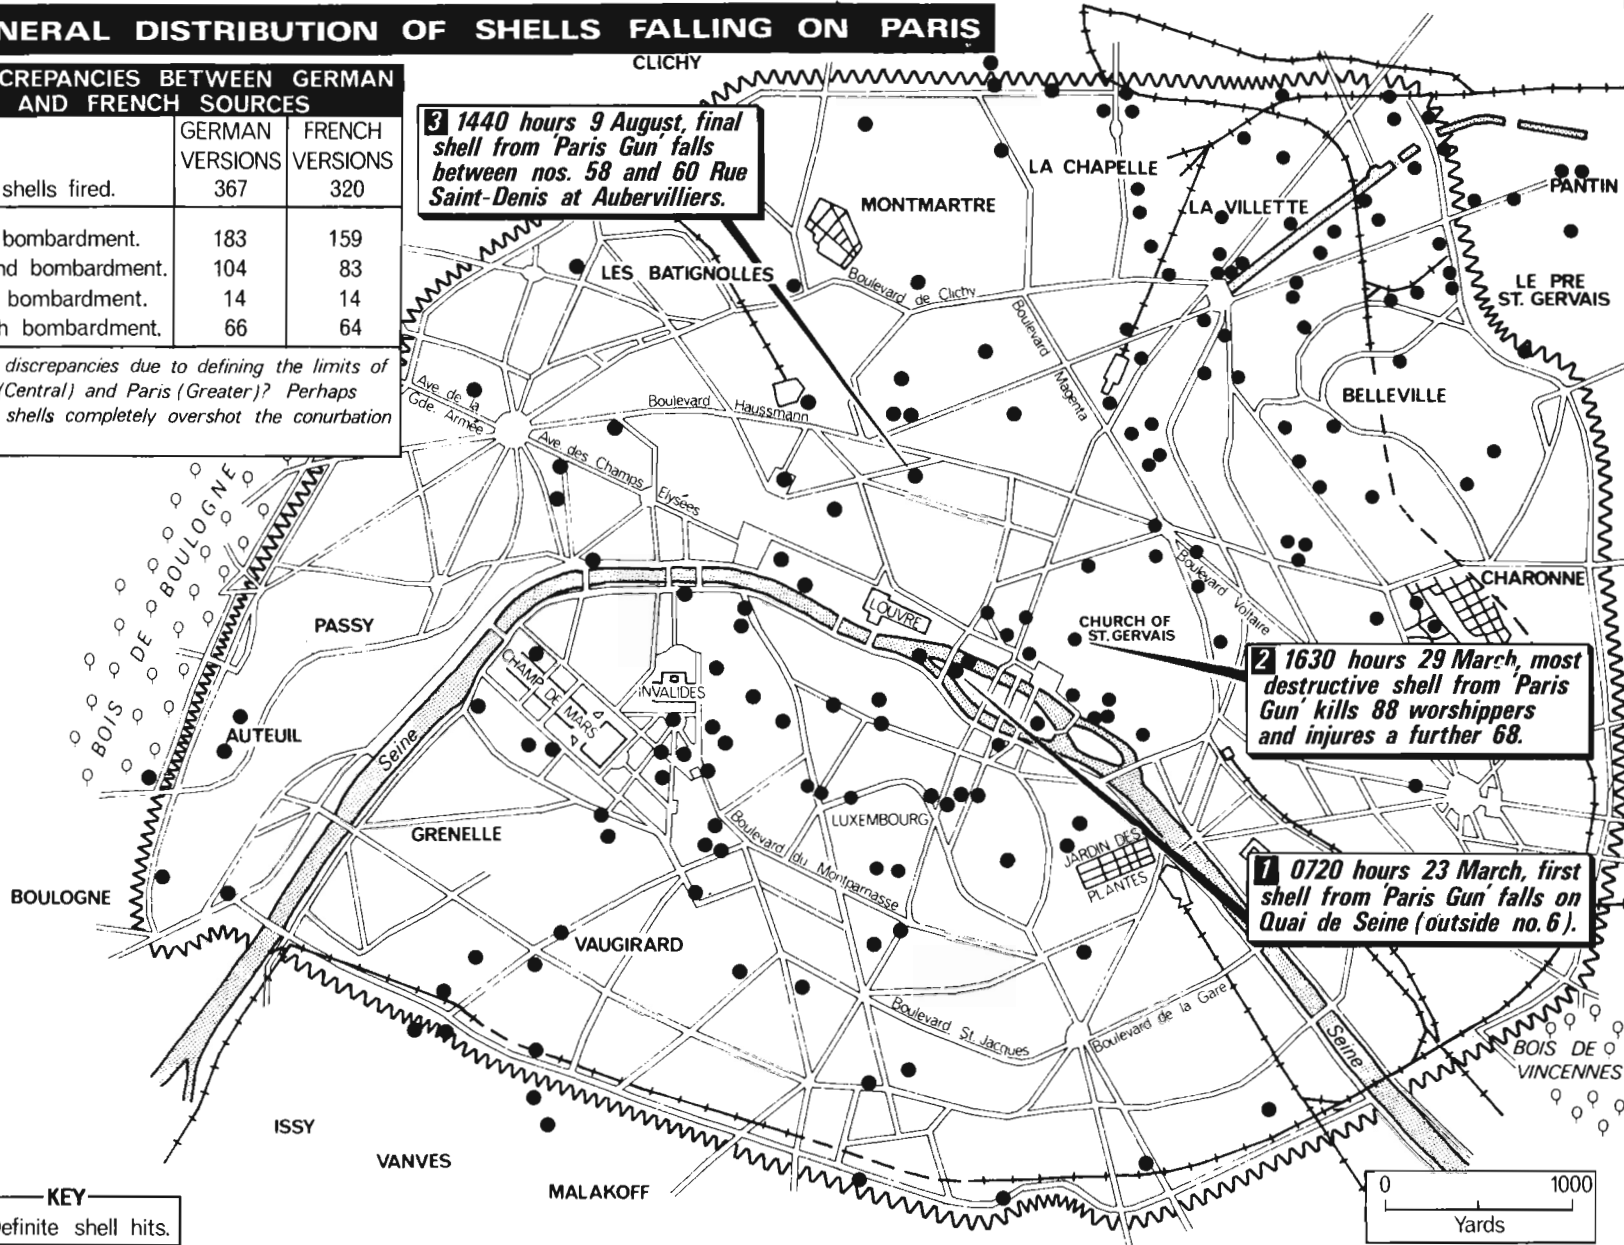 NERAL DISTRIBUTION OF SHELLS FALLING ON PARIS
CREPANCIES BETWEEN GERMAN
AND FRENCH SOURCES
GERMAN FRENCH
VERSIONS VERSIONS
shells fired. 367 320
bombardment. 183 159
nd bombardment. 104 83
bombardment. 14 14
h bombardment. 66 64
discrepancies due to defining the limits of
(Central) and Paris (Greater)? Perhaps
shells completely overshot the conurbation
3 1440 hours 9 August, final
shell from 'Paris Gun' falls
between nos. 58 and 60 Rue
Saint-Denis at Aubervilliers.
CLICHY
LA CHAPELLE
MONTMARTRE
LA VILLETTE
PANTIN
LES BATIGNOLLES
Boulevard de Clichy
LE PRE
ST. GERVAIS
Boulevard Magenta
BELLEVILLE
Ave. de la
Gde. Armée
Boulevard Haussmann
Ave. des Champs Elysées
BOIS DE BOULOGNE
Boulevard Voltaire
CHARONNE
LOUVRE
PASSY
CHURCH OF
ST. GERVAIS
CHAMP DE MARS
INVALIDES
2 1630 hours 29 March, most
destructive shell from 'Paris
Gun' kills 88 worshippers
and injures a further 68.
AUTEUIL
Seine
GRENELLE
LUXEMBOURG
Boulevard du Montparnasse
JARDIN DES
PLANTES
1 0720 hours 23 March, first
shell from 'Paris Gun' falls on
Quai de Seine (outside no. 6).
BOULOGNE
VAUGIRARD
Boulevard St. Jacques
Boulevard de la Gare
Seine
BOIS DE
VINCENNES
ISSY
VANVES
MALAKOFF
KEY
efinite shell hits.
0 1000
Yards